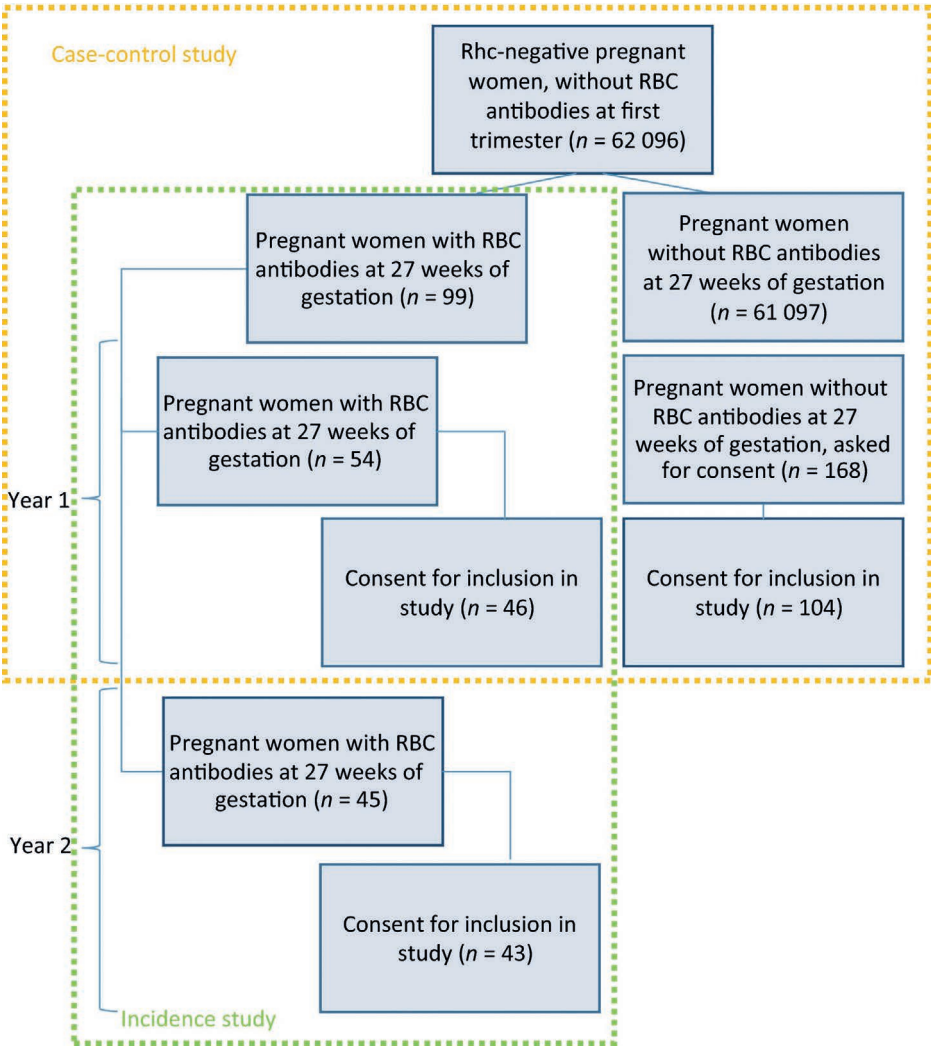 Case-control study
Rhc-negative pregnant
women, without RBC
antibodies at first
trimester (n = 62 096)
Pregnant women with RBC
antibodies at 27 weeks of
gestation (n = 99)
Pregnant women
without RBC antibodies
at 27 weeks of gestation
(n = 61 097)
Year 1
Pregnant women with RBC
antibodies at 27 weeks of
gestation (n = 54)
Pregnant women without
RBC antibodies at 27
weeks of gestation, asked
for consent (n = 168)
Consent for inclusion in
study (n = 46)
Consent for inclusion in
study (n = 104)
Year 2
Pregnant women with RBC
antibodies at 27 weeks of
gestation (n = 45)
Consent for inclusion in
study (n = 43)
Incidence study